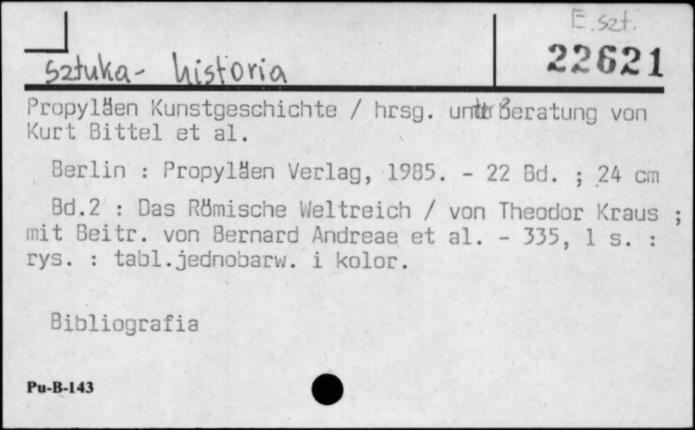 E. szt.
22621
sztuka - historia
Propyläen Kunstgeschichte / hrsg. unter Beratung von
Kurt Bittel et al.
Berlin : Propyläen Verlag, 1985. - 22 Bd. ; 24 cm
Bd.2 : Das Römische Weltreich / von Theodor Kraus ;
mit Beitr. von Bernard Andreae et al. - 335, 1 s. :
rys. : tabl.jednobarw. i kolor.
Bibliografia
Pu-B-143